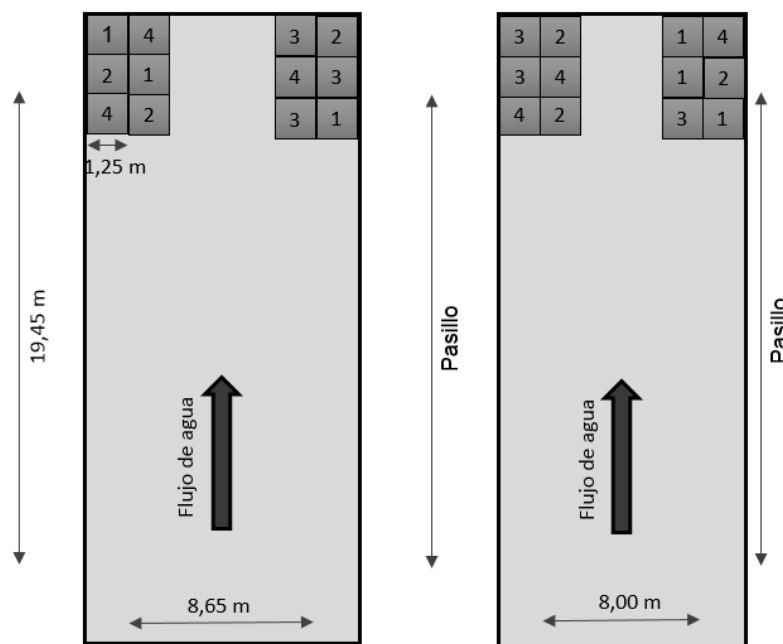 1 4 3 2
2 1 4 3
4 2 3 1
3 2 1 4
3 4 1 2
4 2 3 1
1,25 m
19,45 m
Pasillo
Pasillo
Flujo de agua
Flujo de agua
8,65 m
8,00 m